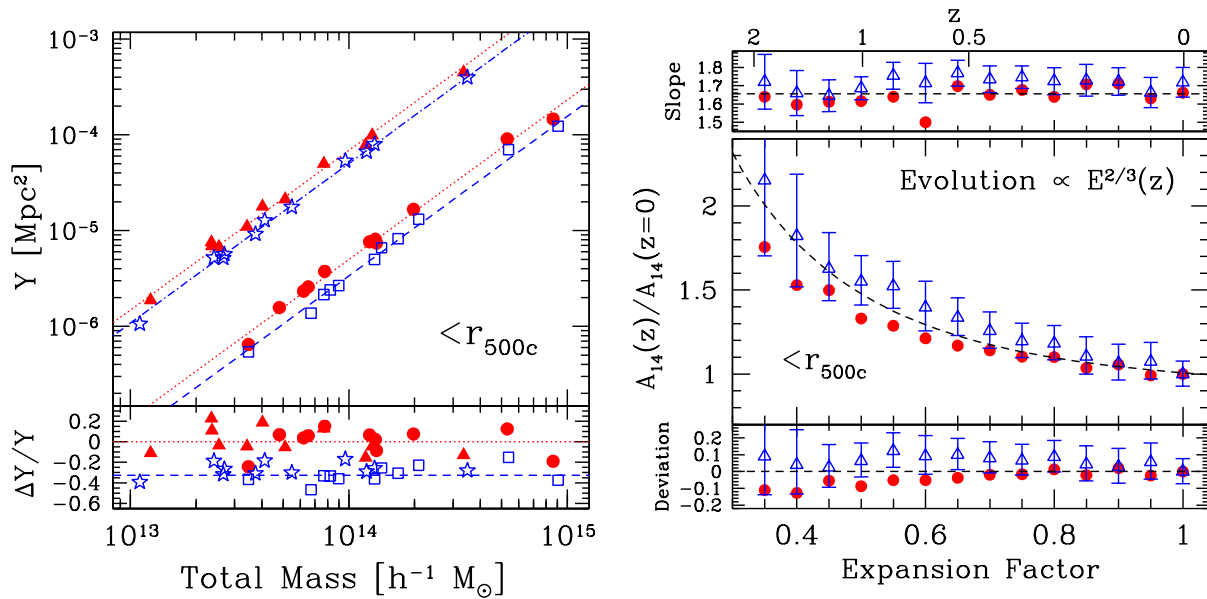 10⁻³
10⁻⁴
10⁻⁵
10⁻⁶
Y [Mpc²]
<r₅₀₀c
0.2
0
−0.2
−0.4
−0.6
ΔY/Y
10¹³ 10¹⁴ 10¹⁵
Total Mass [h⁻¹ M⊙]
z
2 1 0.5 0
1.8
1.7
1.6
1.5
Slope
Evolution ∝ E²/³(z)
2
1.5
1
A₁₄(z)/A₁₄(z=0)
<r₅₀₀c
0.1
0
−0.1
−0.2
Deviation
0.4 0.6 0.8 1
Expansion Factor